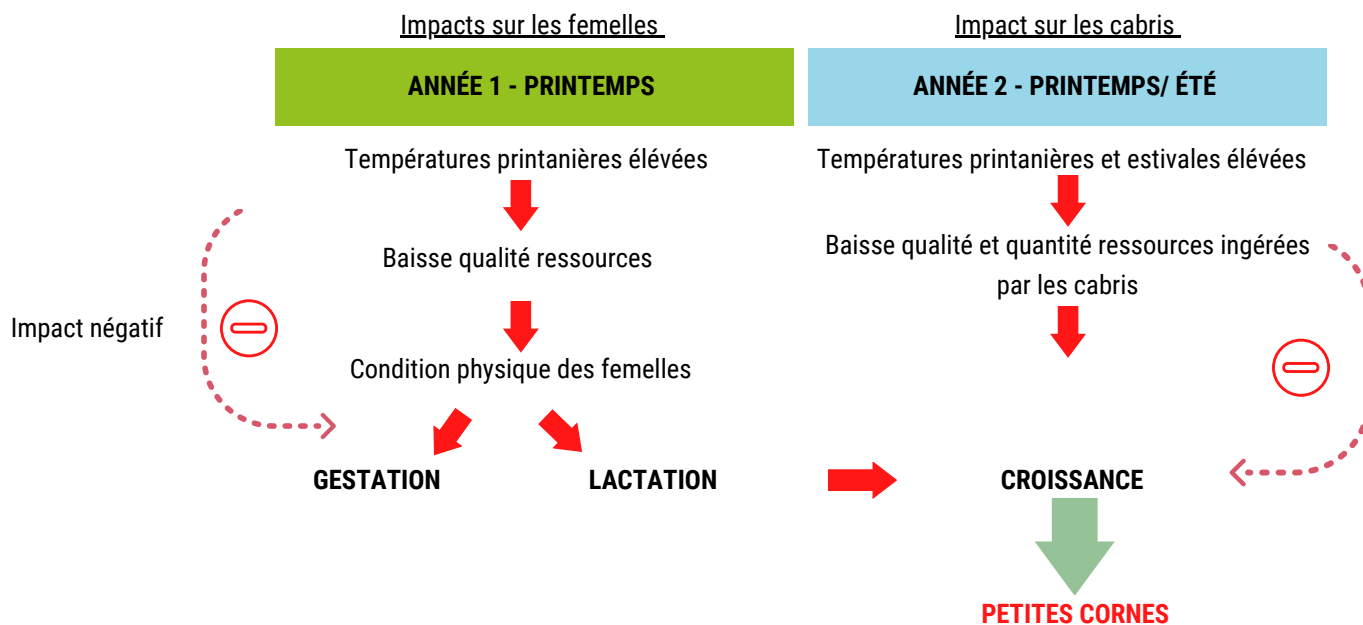 Impacts sur les femelles
Impact sur les cabris
ANNÉE 1 - PRINTEMPS
ANNÉE 2 - PRINTEMPS/ ÉTÉ
Températures printanières élévées
Températures printanières et estivales élevées
Baisse qualité ressources
Baisse qualité et quantité ressources ingérées
par les cabris
Impact négatif
Condition physique des femelles
GESTATION
LACTATION
CROISSANCE
PETITES CORNES